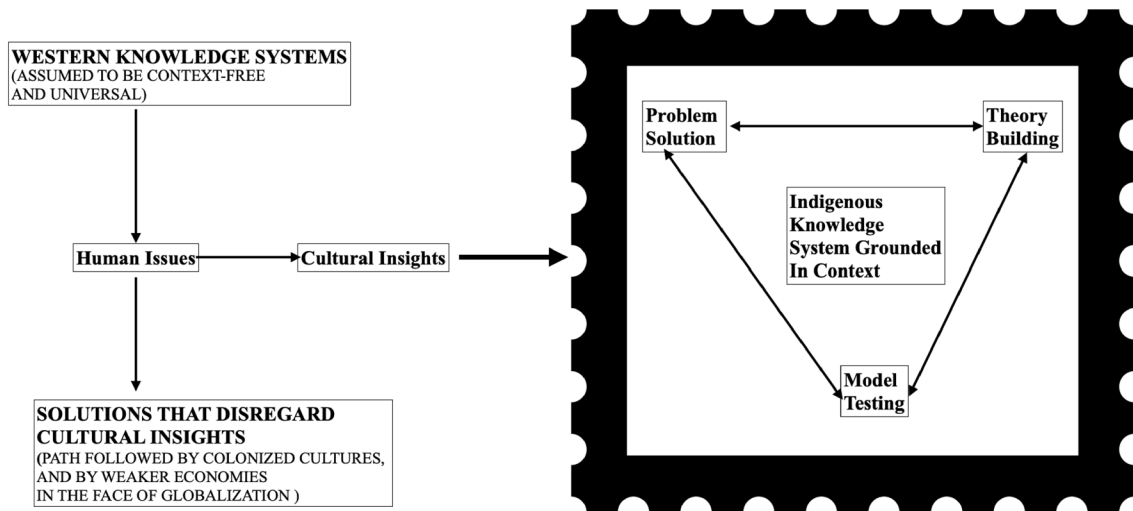 WESTERN KNOWLEDGE SYSTEMS
(ASSUMED TO BE CONTEXT-FREE
AND UNIVERSAL)
Human Issues
Cultural Insights
SOLUTIONS THAT DISREGARD
CULTURAL INSIGHTS
(PATH FOLLOWED BY COLONIZED CULTURES,
AND BY WEAKER ECONOMIES
IN THE FACE OF GLOBALIZATION )
Problem
Solution
Theory
Building
Indigenous
Knowledge
System Grounded
In Context
Model
Testing